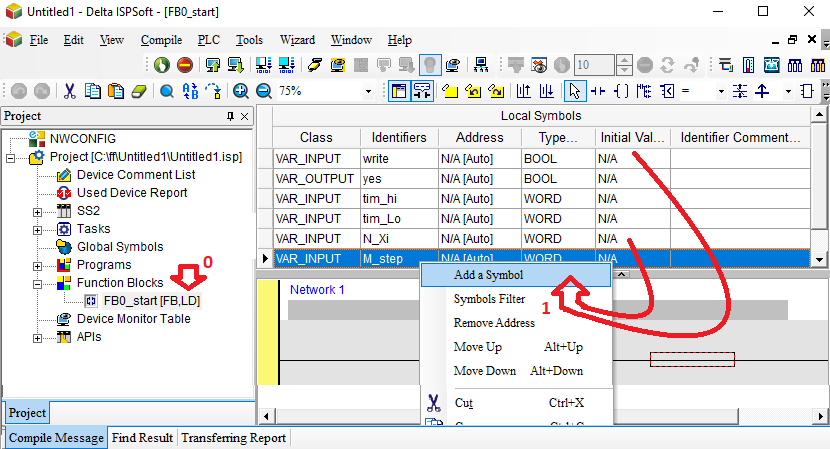 Untitled1 - Delta ISPSoft - [FB0_start]
File Edit View Compile PLC Tools Wizard Window Help
10
75%
Project
NWCONFIG
Project [C:\ff\Untitled1\Untitled1.isp]
Device Comment List
Used Device Report
SS2
Tasks
Global Symbols
Programs
0
Function Blocks
FB0_start [FB,LD]
Device Monitor Table
APIs
Project
Local Symbols
Class Identifiers Address Type... Initial Val... Identifier Comment...
VAR_INPUT write N/A [Auto] BOOL N/A
VAR_OUTPUT yes N/A [Auto] BOOL N/A
VAR_INPUT tim_hi N/A [Auto] WORD N/A
VAR_INPUT tim_Lo N/A [Auto] WORD N/A
VAR_INPUT N_Xi N/A [Auto] WORD N/A
VAR_INPUT M_step N/A [Auto] WORD N/A
Network 1
Add a Symbol
1
Symbols Filter
Remove Address
Move Up Alt+Up
Move Down Alt+Down
Cut Ctrl+X
Compile Message Find Result Transferring Report